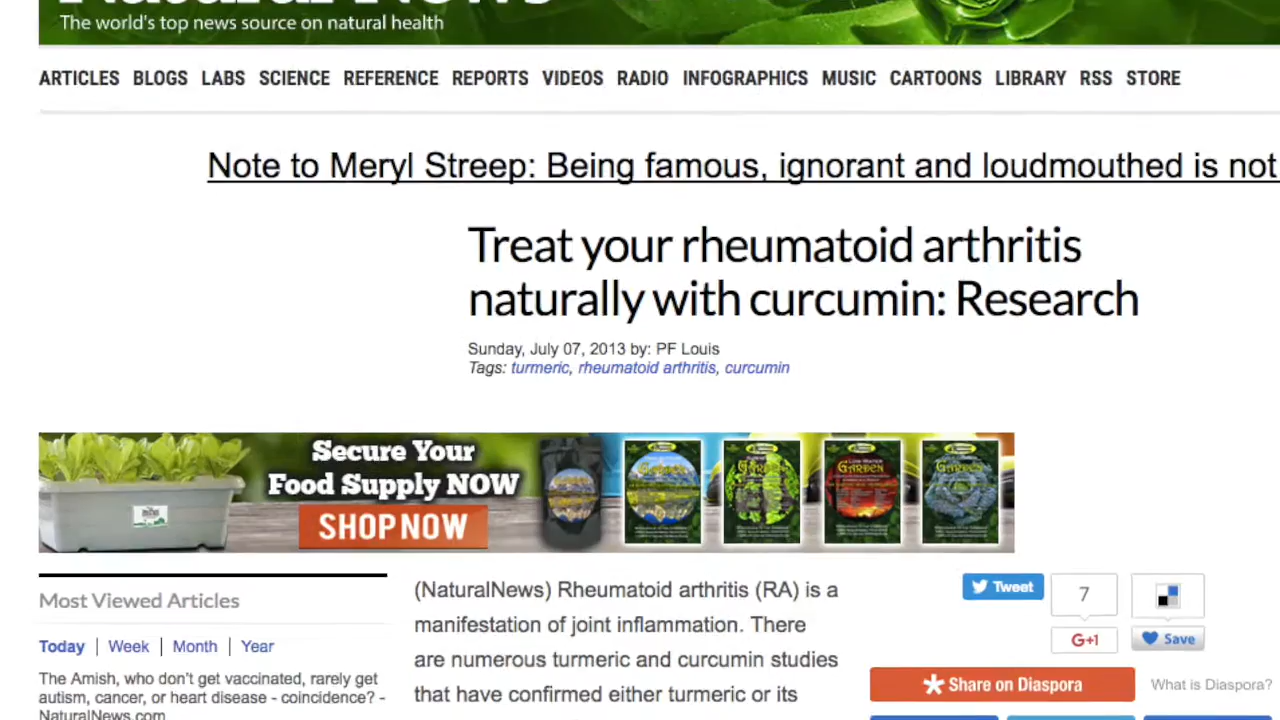 The world's top news source on natural health
ARTICLES BLOGS LABS SCIENCE REFERENCE REPORTS VIDEOS RADIO INFOGRAPHICS MUSIC CARTOONS LIBRARY RSS STORE
Note to Meryl Streep: Being famous, ignorant and loudmouthed is not
Treat your rheumatoid arthritis
naturally with curcumin: Research
Sunday, July 07, 2013 by: PF Louis
Tags: turmeric, rheumatoid arthritis, curcumin
Secure Your
Food Supply NOW
SHOP NOW
GARDEN
Most Viewed Articles
Today | Week | Month | Year
The Amish, who don't get vaccinated, rarely get
autism, cancer, or heart disease - coincidence? -
NaturalNews.com
(NaturalNews) Rheumatoid arthritis (RA) is a
manifestation of joint inflammation. There
are numerous turmeric and curcumin studies
that have confirmed either turmeric or its
Tweet
7
G+1
Save
Share on Diaspora
What is Diaspora?